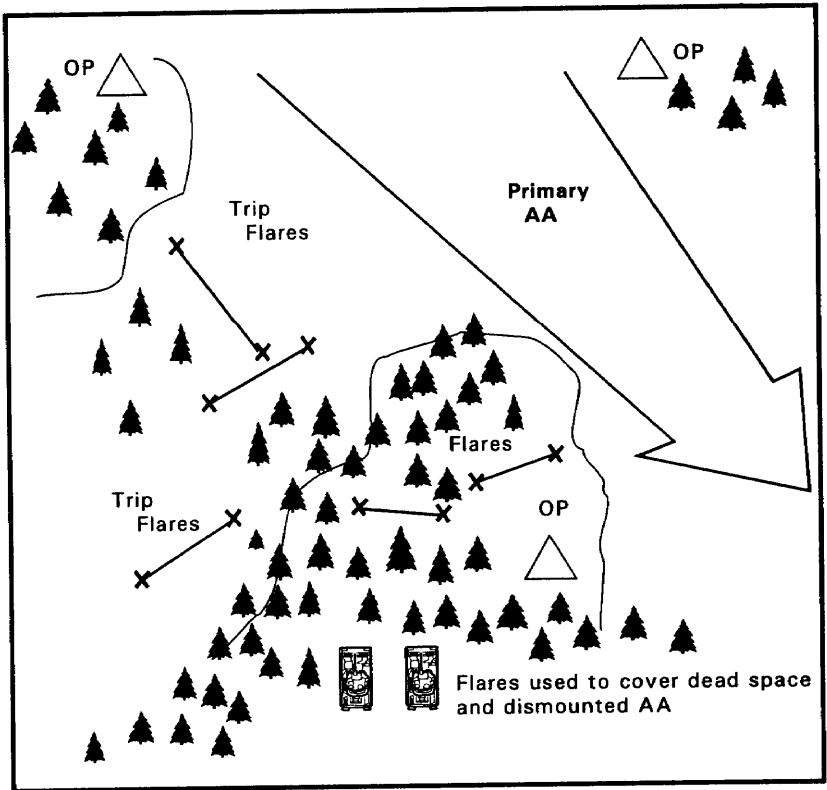 OP
OP
Primary
AA
Trip
Flares
Flares
Trip
Flares
OP
Flares used to cover dead space
and dismounted AA